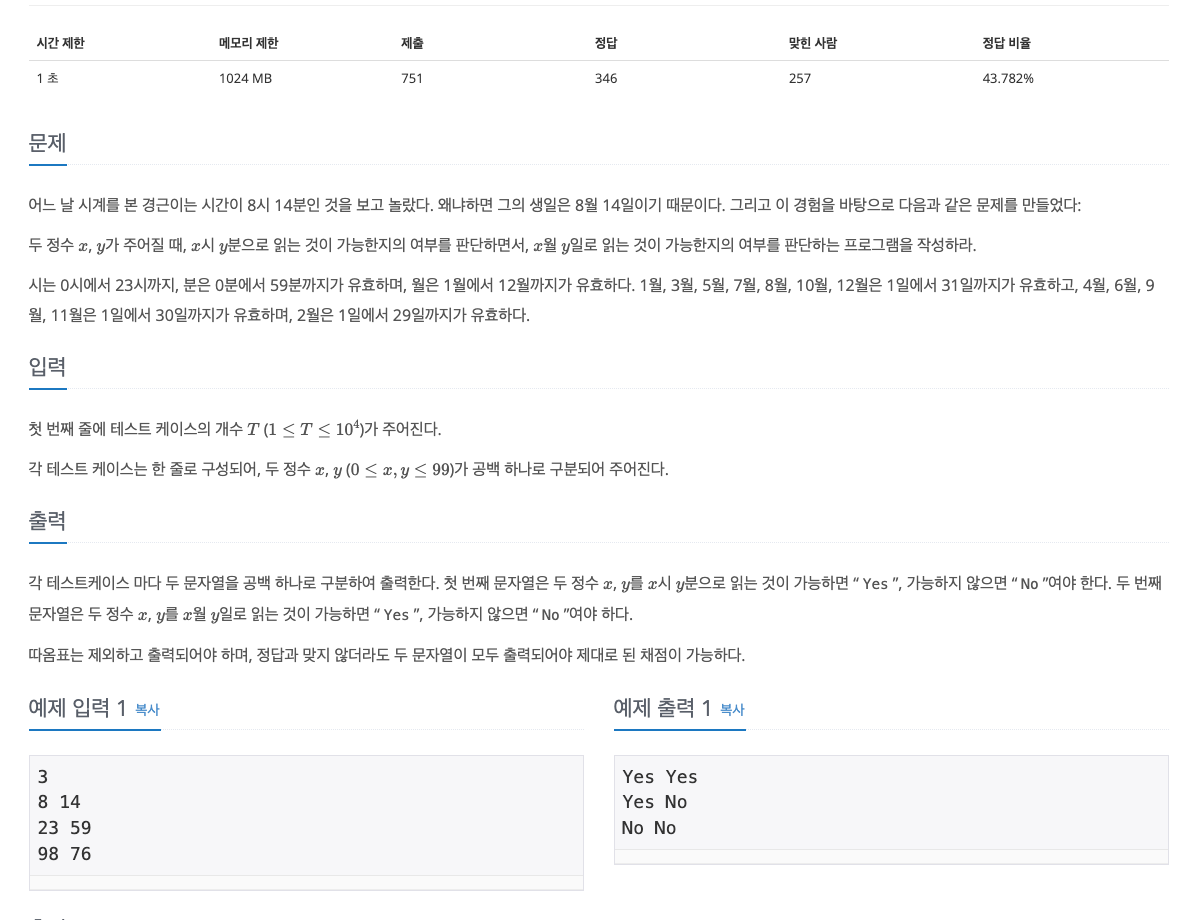 시간 제한 메모리 제한 제출 정답 맞힌 사람 정답 비율
1 초 1024 MB 751 346 257 43.782%
문제
어느 날 시계를 본 경근이는 시간이 8시 14분인 것을 보고 놀랐다. 왜냐하면 그의 생일은 8월 14일이기 때문이다. 그리고 이 경험을 바탕으로 다음과 같은 문제를 만들었다:
두 정수 x, y가 주어질 때, x시 y분으로 읽는 것이 가능한지의 여부를 판단하면서, x월 y일로 읽는 것이 가능한지의 여부를 판단하는 프로그램을 작성하라.
시는 0시에서 23시까지, 분은 0분에서 59분까지가 유효하며, 월은 1월에서 12월까지가 유효하다. 1월, 3월, 5월, 7월, 8월, 10월, 12월은 1일에서 31일까지가 유효하고, 4월, 6월, 9
월, 11월은 1일에서 30일까지가 유효하며, 2월은 1일에서 29일까지가 유효하다.
입력
첫 번째 줄에 테스트 케이스의 개수 T (1 ≤ T ≤ 10⁴)가 주어진다.
각 테스트 케이스는 한 줄로 구성되어, 두 정수 x, y (0 ≤ x, y ≤ 99)가 공백 하나로 구분되어 주어진다.
출력
각 테스트케이스 마다 두 문자열을 공백 하나로 구분하여 출력한다. 첫 번째 문자열은 두 정수 x, y를 x시 y분으로 읽는 것이 가능하면 “ Yes ”, 가능하지 않으면 “ No ”여야 한다. 두 번째
문자열은 두 정수 x, y를 x월 y일로 읽는 것이 가능하면 “ Yes ”, 가능하지 않으면 “ No ”여야 하다.
따옴표는 제외하고 출력되어야 하며, 정답과 맞지 않더라도 두 문자열이 모두 출력되어야 제대로 된 채점이 가능하다.
예제 입력 1 복사
3
8 14
23 59
98 76
예제 출력 1 복사
Yes Yes
Yes No
No No